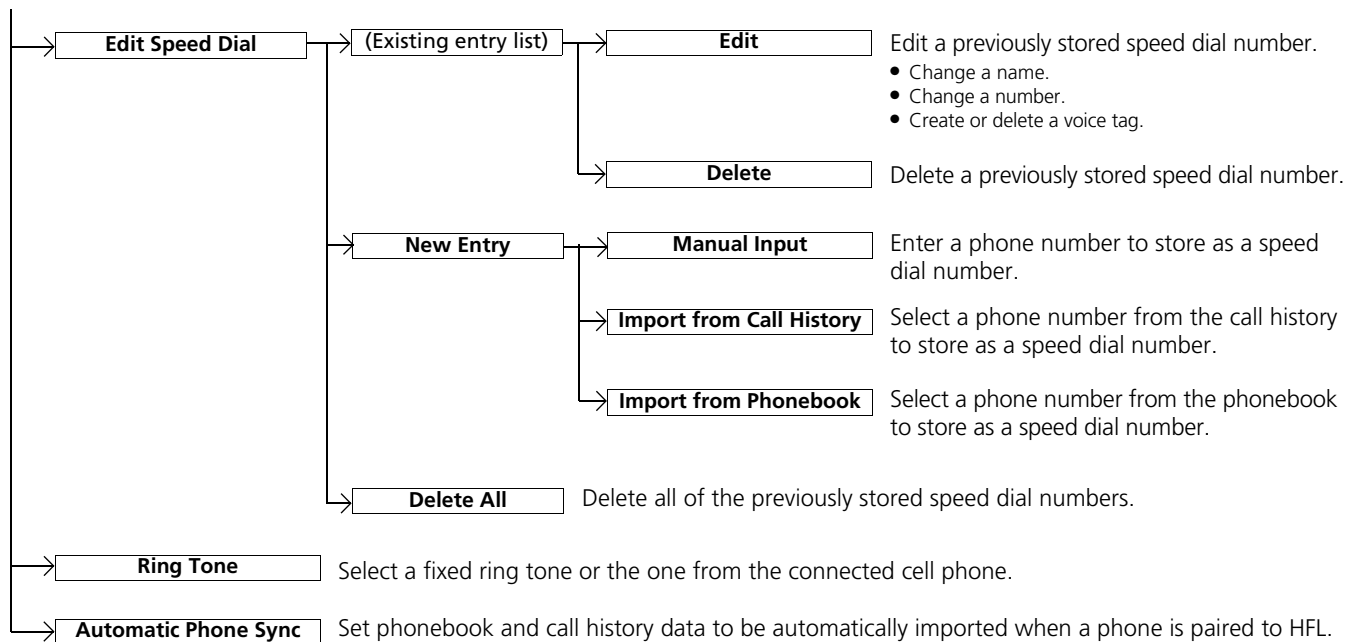 Edit Speed Dial
(Existing entry list)
Edit
Edit a previously stored speed dial number.
● Change a name.
● Change a number.
● Create or delete a voice tag.
Delete
Delete a previously stored speed dial number.
New Entry
Manual Input
Enter a phone number to store as a speed
dial number.
Import from Call History
Select a phone number from the call history
to store as a speed dial number.
Import from Phonebook
Select a phone number from the phonebook
to store as a speed dial number.
Delete All
Delete all of the previously stored speed dial numbers.
Ring Tone
Select a fixed ring tone or the one from the connected cell phone.
Automatic Phone Sync
Set phonebook and call history data to be automatically imported when a phone is paired to HFL.